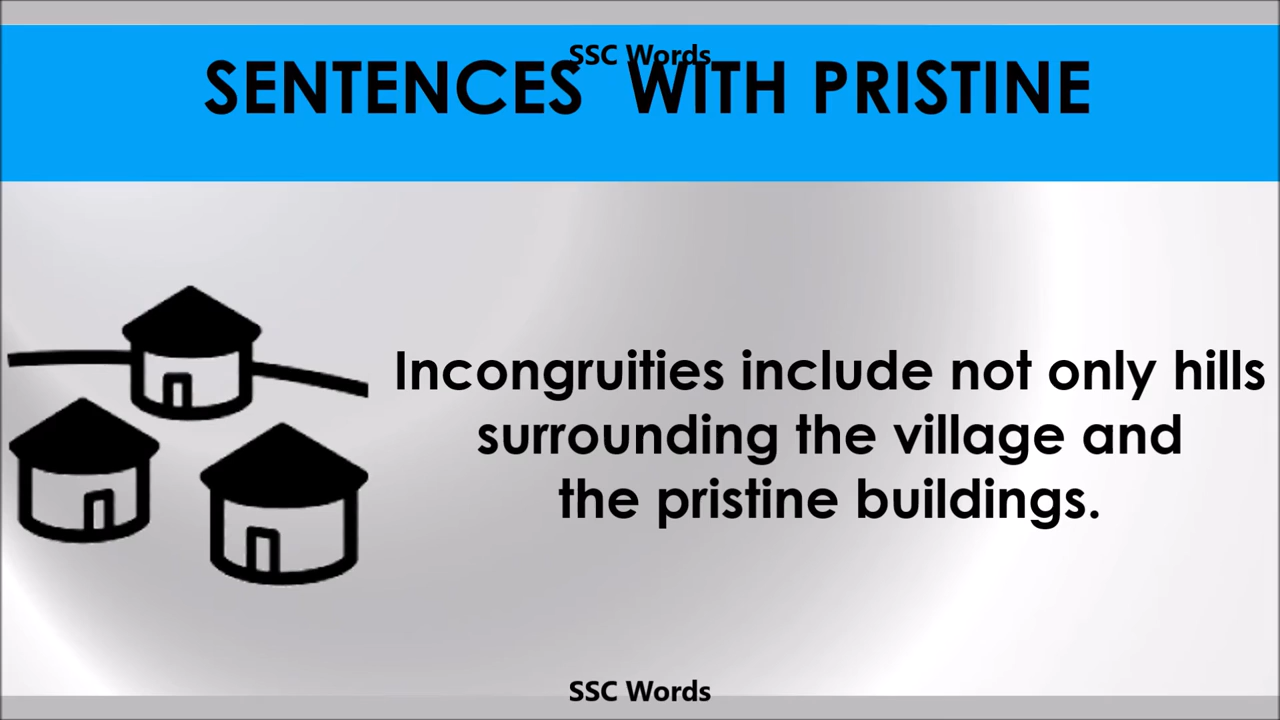 SSC Words
SENTENCES WITH PRISTINE
Incongruities include not only hills
surrounding the village and
the pristine buildings.
SSC Words